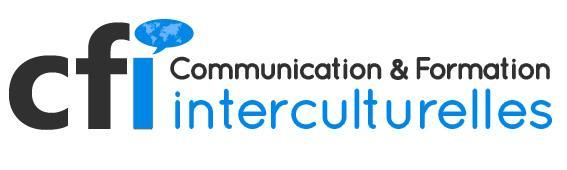 cfi
Communication & Formation
interculturelles